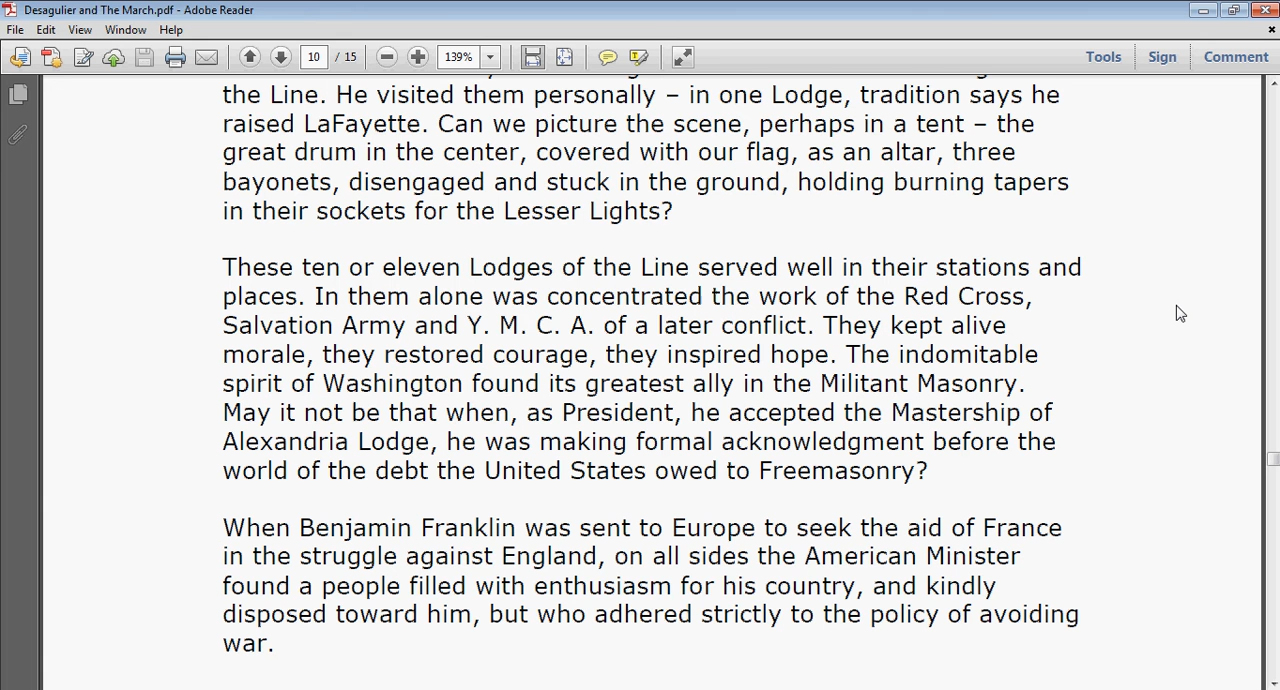 Desagulier and The March.pdf - Adobe Reader
File Edit View Window Help
10 / 15 139% Tools Sign Comment
the Line. He visited them personally – in one Lodge, tradition says he
raised LaFayette. Can we picture the scene, perhaps in a tent – the
great drum in the center, covered with our flag, as an altar, three
bayonets, disengaged and stuck in the ground, holding burning tapers
in their sockets for the Lesser Lights?
These ten or eleven Lodges of the Line served well in their stations and
places. In them alone was concentrated the work of the Red Cross,
Salvation Army and Y. M. C. A. of a later conflict. They kept alive
morale, they restored courage, they inspired hope. The indomitable
spirit of Washington found its greatest ally in the Militant Masonry.
May it not be that when, as President, he accepted the Mastership of
Alexandria Lodge, he was making formal acknowledgment before the
world of the debt the United States owed to Freemasonry?
When Benjamin Franklin was sent to Europe to seek the aid of France
in the struggle against England, on all sides the American Minister
found a people filled with enthusiasm for his country, and kindly
disposed toward him, but who adhered strictly to the policy of avoiding
war.